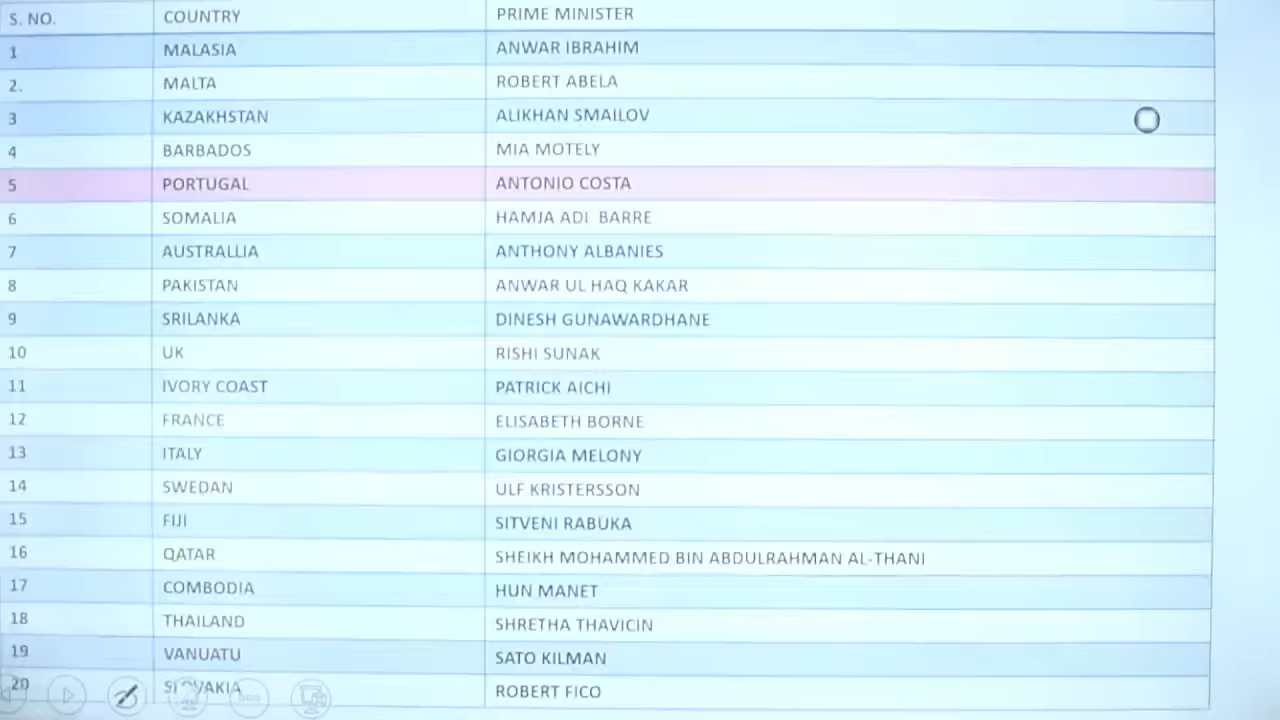 S. NO. COUNTRY PRIME MINISTER
1 MALASIA ANWAR IBRAHIM
2. MALTA ROBERT ABELA
3 KAZAKHSTAN ALIKHAN SMAILOV
4 BARBADOS MIA MOTELY
5 PORTUGAL ANTONIO COSTA
6 SOMALIA HAMJA ADI BARRE
7 AUSTRALLIA ANTHONY ALBANIES
8 PAKISTAN ANWAR UL HAQ KAKAR
9 SRILANKA DINESH GUNAWARDHANE
10 UK RISHI SUNAK
11 IVORY COAST PATRICK AICHI
12 FRANCE ELISABETH BORNE
13 ITALY GIORGIA MELONY
14 SWEDAN ULF KRISTERSSON
15 FIJI SITVENI RABUKA
16 QATAR SHEIKH MOHAMMED BIN ABDULRAHMAN AL-THANI
17 COMBODIA HUN MANET
18 THAILAND SHRETHA THAVICIN
19 VANUATU SATO KILMAN
20 SLOVAKIA ROBERT FICO